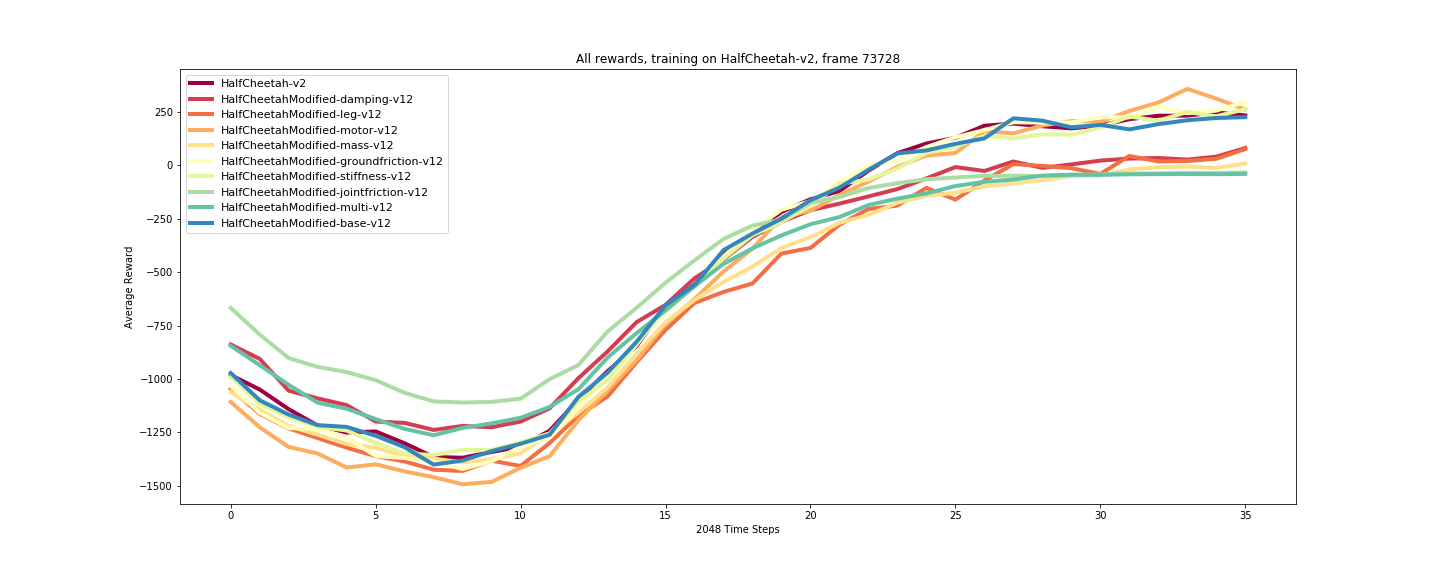 All rewards, training on HalfCheetah-v2, frame 73728
HalfCheetah-v2
HalfCheetahModified-damping-v12
HalfCheetahModified-leg-v12
HalfCheetahModified-motor-v12
HalfCheetahModified-mass-v12
HalfCheetahModified-groundfriction-v12
HalfCheetahModified-stiffness-v12
HalfCheetahModified-jointfriction-v12
HalfCheetahModified-multi-v12
HalfCheetahModified-base-v12
Average Reward
250
0
−250
−500
−750
−1000
−1250
−1500
0 5 10 15 20 25 30 35
2048 Time Steps